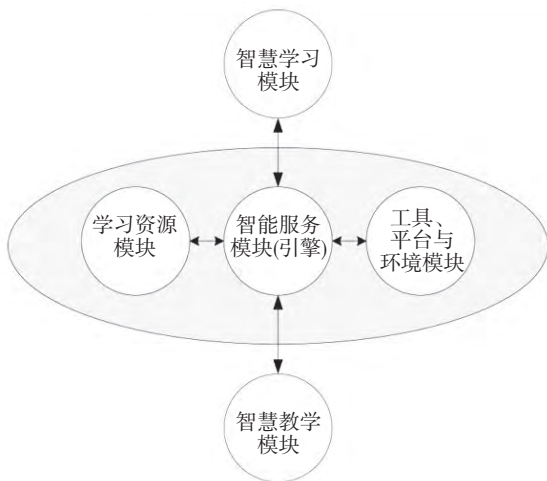 智慧学习
模块
学习资源
模块
智能服务
模块(引擎)
工具、
平台与
环境模块
智慧教学
模块